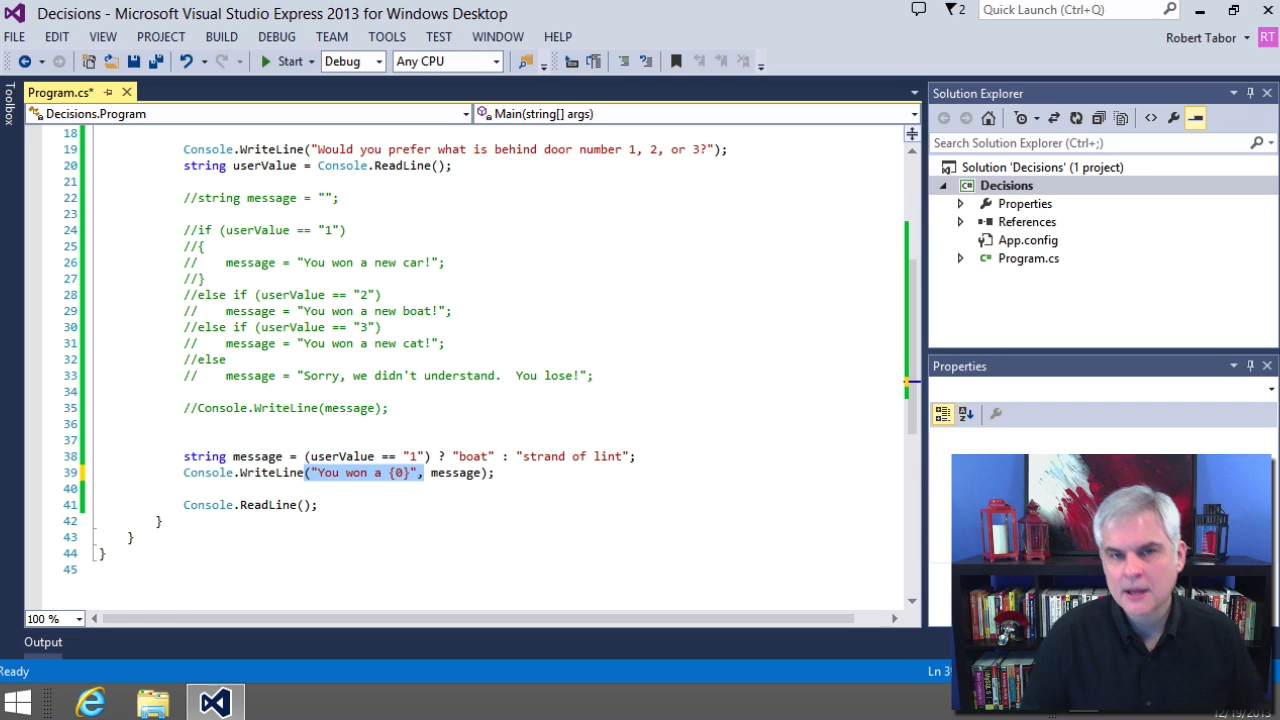 Decisions - Microsoft Visual Studio Express 2013 for Windows Desktop
2
Quick Launch (Ctrl+Q)
FILE EDIT VIEW PROJECT BUILD DEBUG TEAM TOOLS TEST WINDOW HELP
Robert Tabor RT
Start Debug Any CPU
Toolbox
Program.cs*
Decisions.Program Main(string[] args)
18
19 Console.WriteLine("Would you prefer what is behind door number 1, 2, or 3?");
20 string userValue = Console.ReadLine();
21
22 //string message = "";
23
24 //if (userValue == "1")
25 //{
26 // message = "You won a new car!";
27 //}
28 //else if (userValue == "2")
29 // message = "You won a new boat!";
30 //else if (userValue == "3")
31 // message = "You won a new cat!";
32 //else
33 // message = "Sorry, we didn't understand.  You lose!";
34
35 //Console.WriteLine(message);
36
37
38 string message = (userValue == "1") ? "boat" : "strand of lint";
39 Console.WriteLine("You won a {0}", message);
40
41 Console.ReadLine();
42 }
43 }
44 }
45
100 %
Output
Ready
Solution Explorer
Search Solution Explorer (Ctrl+;)
Solution 'Decisions' (1 project)
C# Decisions
Properties
References
App.config
C# Program.cs
Properties
12/19/2013